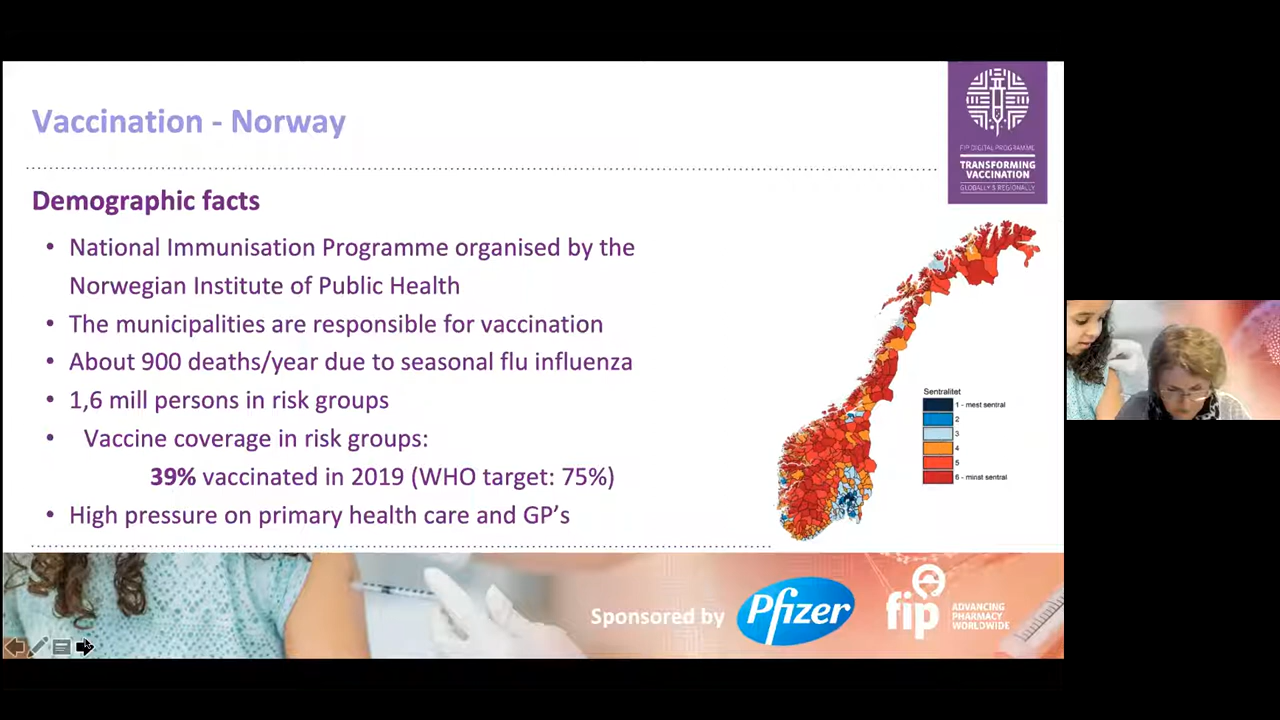 Vaccination - Norway
FIP DIGITAL PROGRAMME
TRANSFORMING
VACCINATION
GLOBALLY & REGIONALLY
Demographic facts
• National Immunisation Programme organised by the
Norwegian Institute of Public Health
• The municipalities are responsible for vaccination
• About 900 deaths/year due to seasonal flu influenza
• 1,6 mill persons in risk groups
• Vaccine coverage in risk groups:
39% vaccinated in 2019 (WHO target: 75%)
• High pressure on primary health care and GP's
Sentralitet
1 - mest sentral
2
3
4
5
6 - minst sentral
Sponsored by
Pfizer
fip
ADVANCING
PHARMACY
WORLDWIDE